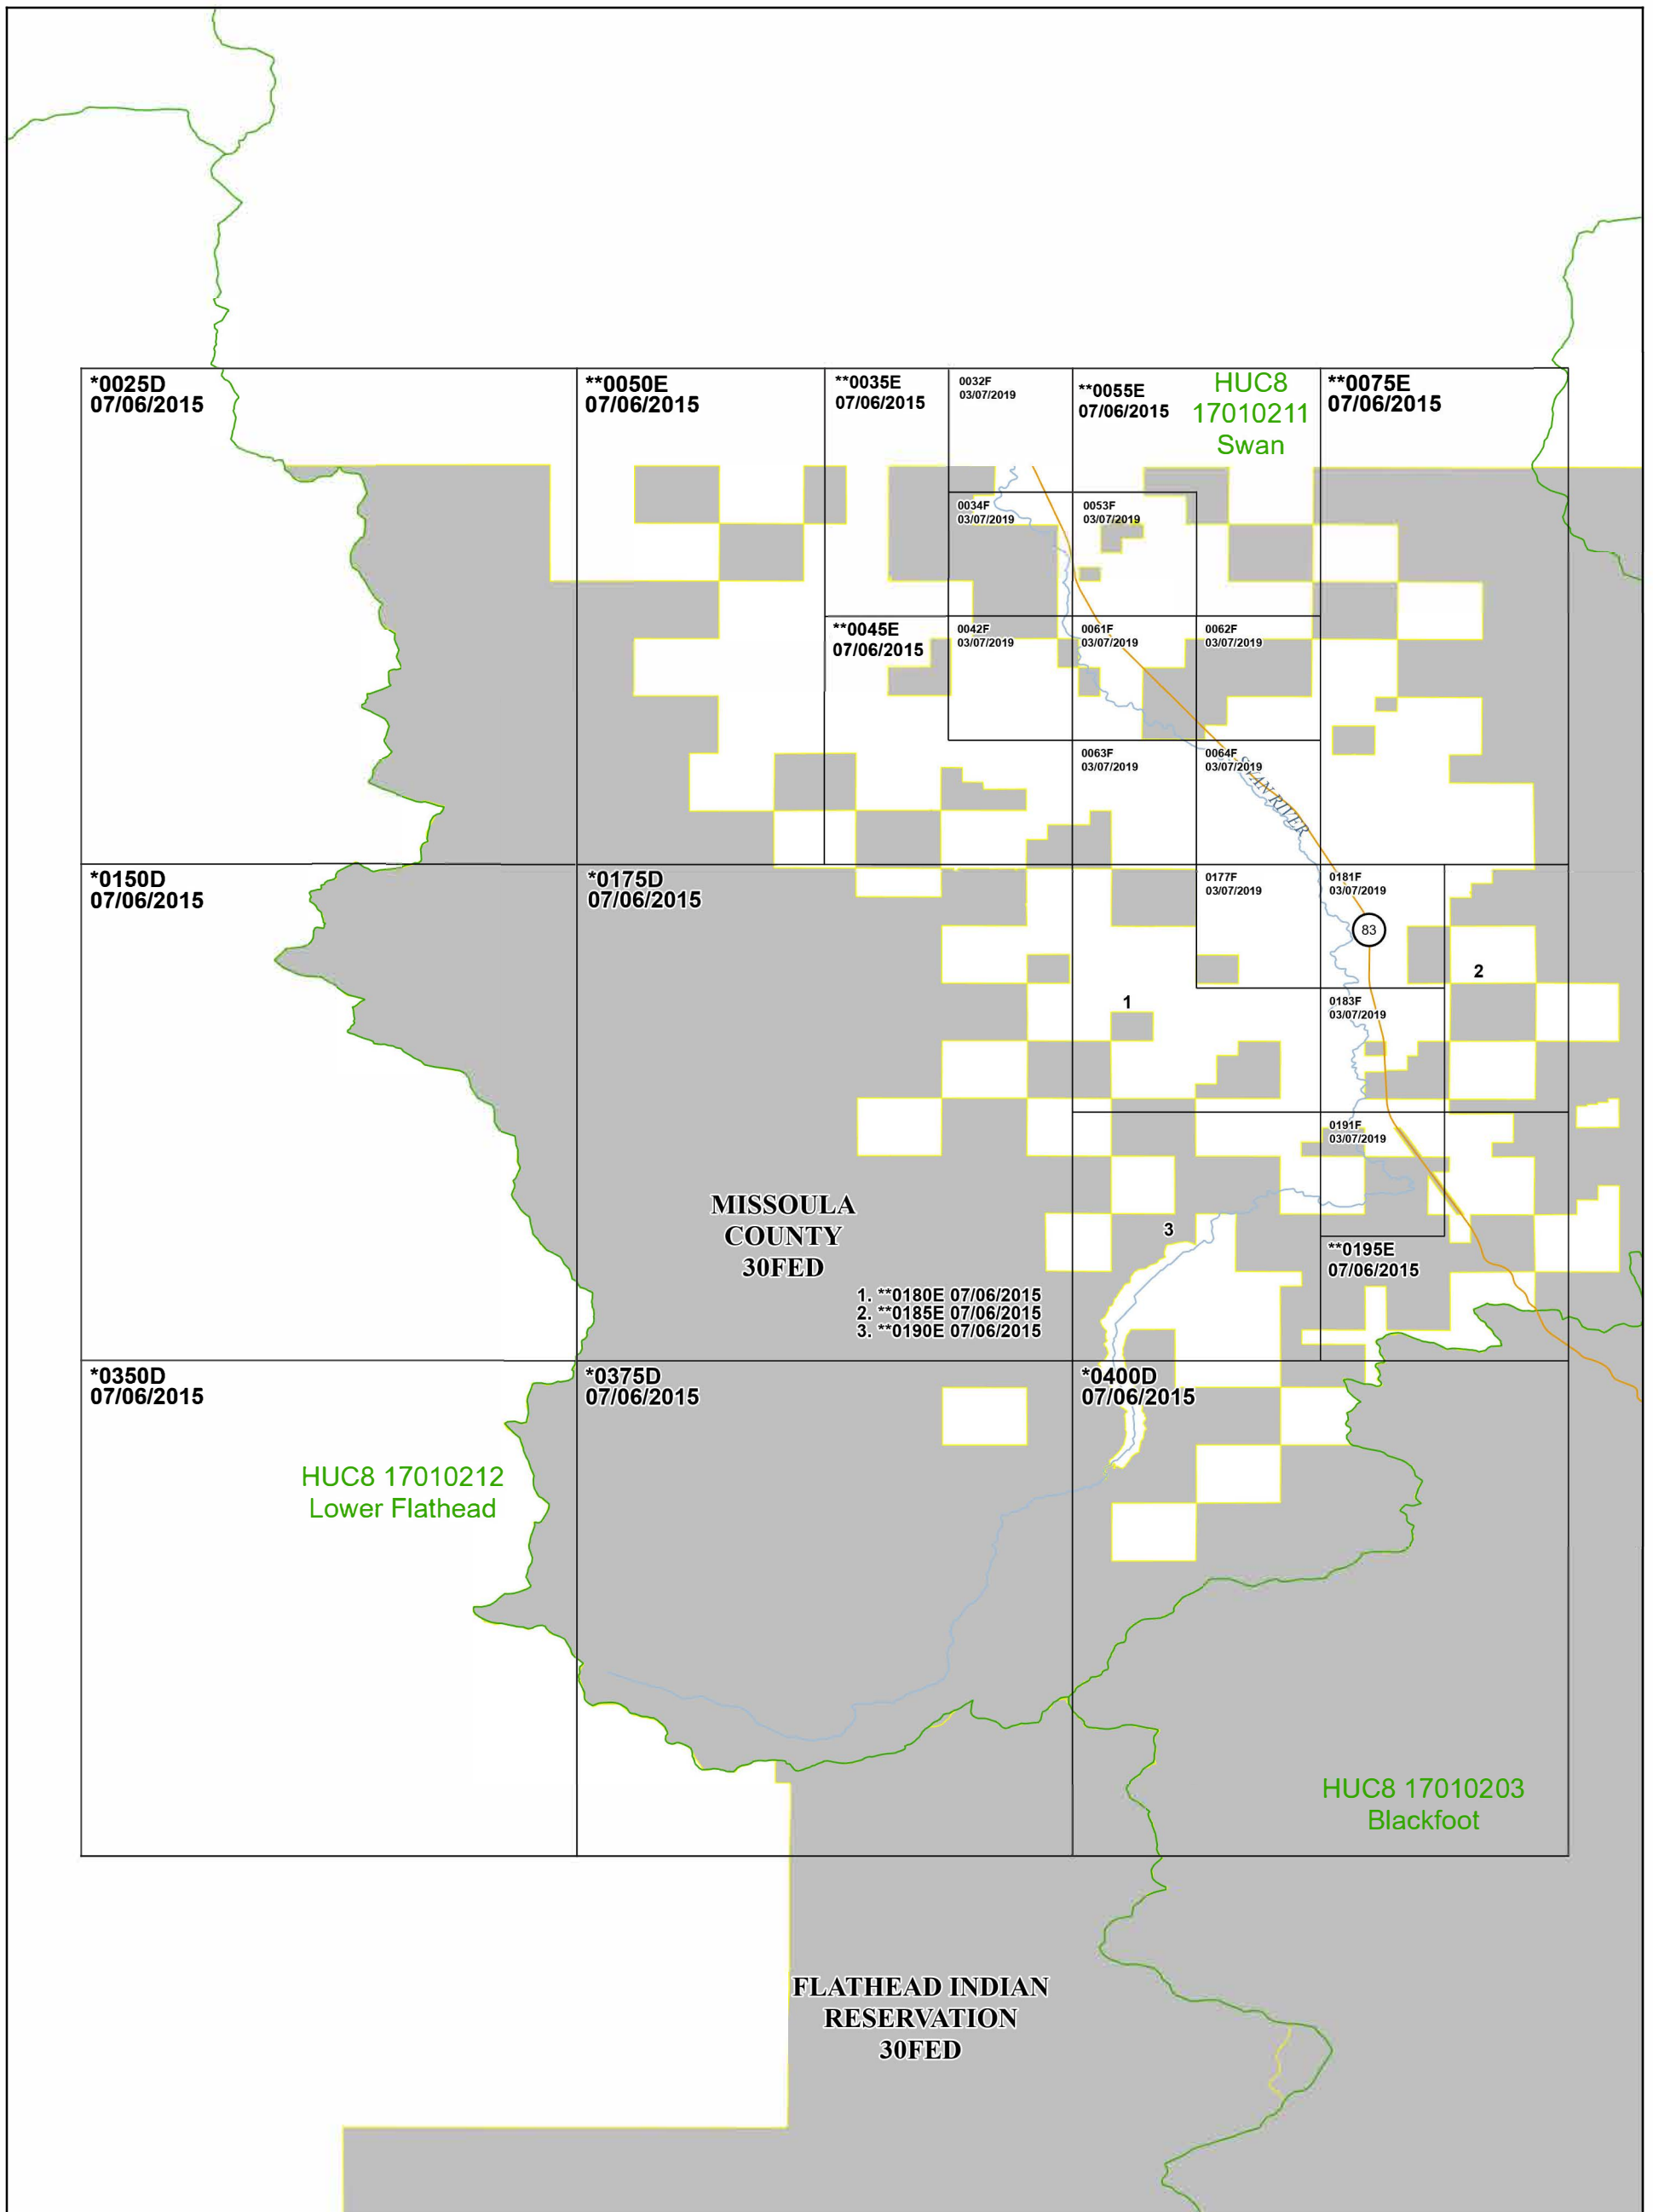 *0025D
07/06/2015
**0050E
07/06/2015
**0035E
07/06/2015
0032F
03/07/2019
**0055E
07/06/2015
HUC8
17010211
Swan
**0075E
07/06/2015
0034F
03/07/2019
0053F
03/07/2019
**0045E
07/06/2015
0042F
03/07/2019
0061F
03/07/2019
0062F
03/07/2019
0063F
03/07/2019
0064F
03/07/2019
SWAN RIVER
*0150D
07/06/2015
*0175D
07/06/2015
0177F
03/07/2019
0181F
03/07/2019
83
2
1
0183F
03/07/2019
0191F
03/07/2019
MISSOULA
COUNTY
30FED
3
**0195E
07/06/2015
1. **0180E 07/06/2015
2. **0185E 07/06/2015
3. **0190E 07/06/2015
*0350D
07/06/2015
*0375D
07/06/2015
*0400D
07/06/2015
HUC8 17010212
Lower Flathead
HUC8 17010203
Blackfoot
FLATHEAD INDIAN
RESERVATION
30FED